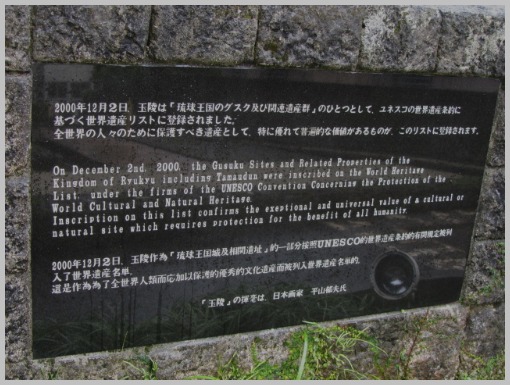 2000年12月2日、玉陵は「琉球王国のグスク及び関連遺産群」のひとつとして、ユネスコの世界遺産条約に
基づく世界遺産リストに登録されました。
全世界の人々のために保護すべき遺産として、特に優れて普遍的な価値があるものが、このリストに登録されます。
On December 2nd. 2000. the Gusuku Sites and Related Properties of the
Kingdom of Ryukyu including Tamaudun were inscribed on the World Heritage
List. under the firms of the UNESCO Convention Concerning the Protection of the
World Cultural and Natural Heritage.
Inscription on this list confirms the exeptional and universal value of a cultural or
natural site which requires protection for the benefit of all humanity.
2000年12月2日、玉陵作為「琉球王国城及相関遺址」的一部分按照UNESCO的世界遺産条約的有関規定被列
入了世界遺産名単。
這是作為為了全世界人類而応加以保護的優秀的文化遺産而被列入世界遺産名単的。
「玉陵」の揮毫は、日本画家 平山郁夫氏